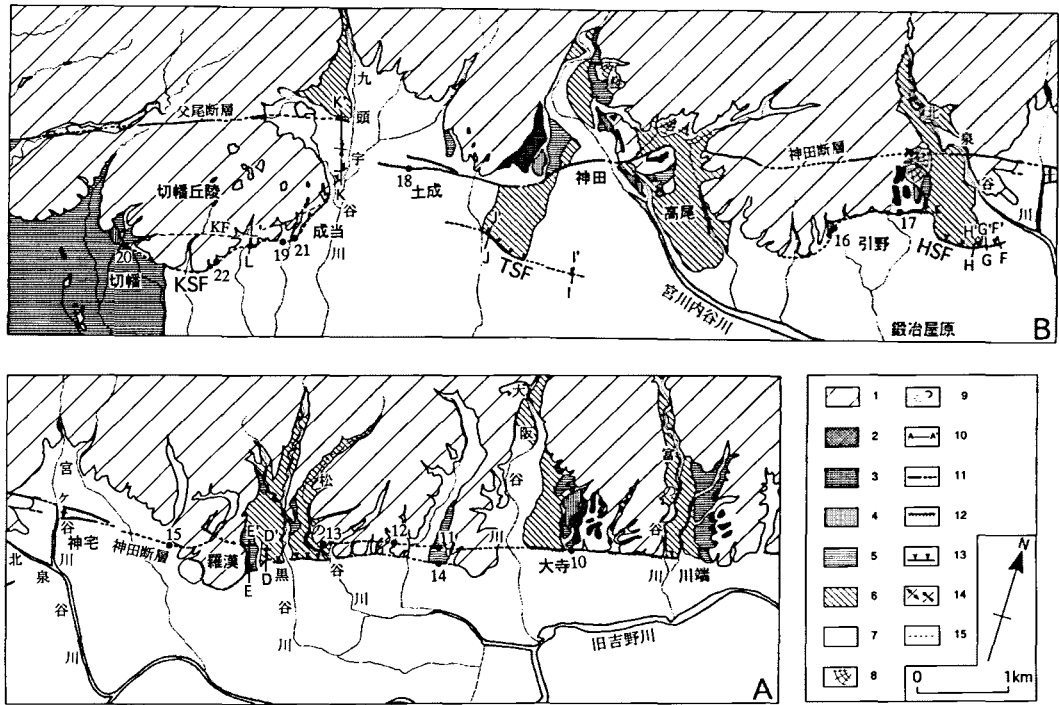 父尾断層
切幡丘陵
KF
20
切幡
KSF
22
L
19
21
成当
九頭宇谷川
K'
K
18
土成
J'
J
TSF
I'
I
神田
高尾
宮川内谷川
神田断層
16
引野
17
HSF
泉谷川
H'
G'
F'
H
G
F
鍛冶屋原
B
宮ケ谷川
神宅
北泉谷川
神田断層
15
羅漢
E'
E
D'
D
黒谷川
松谷川
13
12
11
14
大阪谷川
大寺
10
富谷川
川端
旧吉野川
A
1
2
3
4
5
6
7
8
9
A
A'
10
11
12
13
14
15
N
0
1km